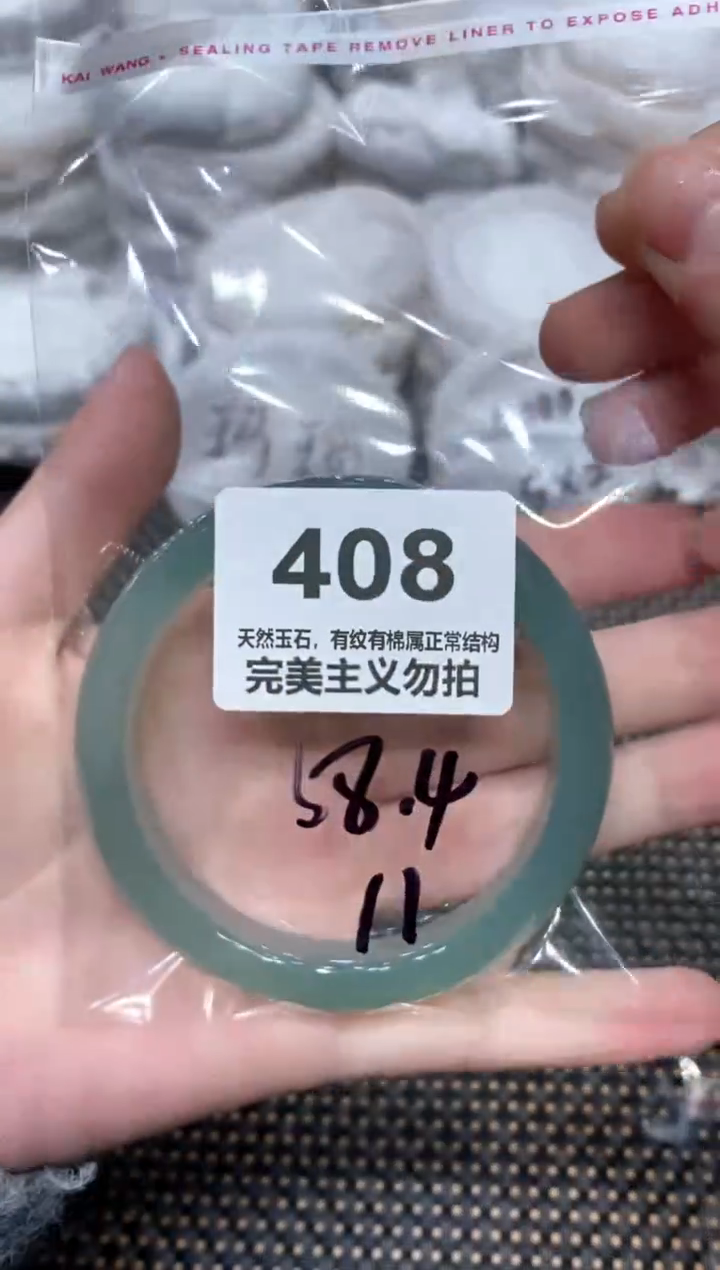 KAI WANG • SEALING TAPE REMOVE LINER TO EXPOSE ADH
408
天然玉石，有纹有棉属正常结构
完美主义勿拍
58.4
11